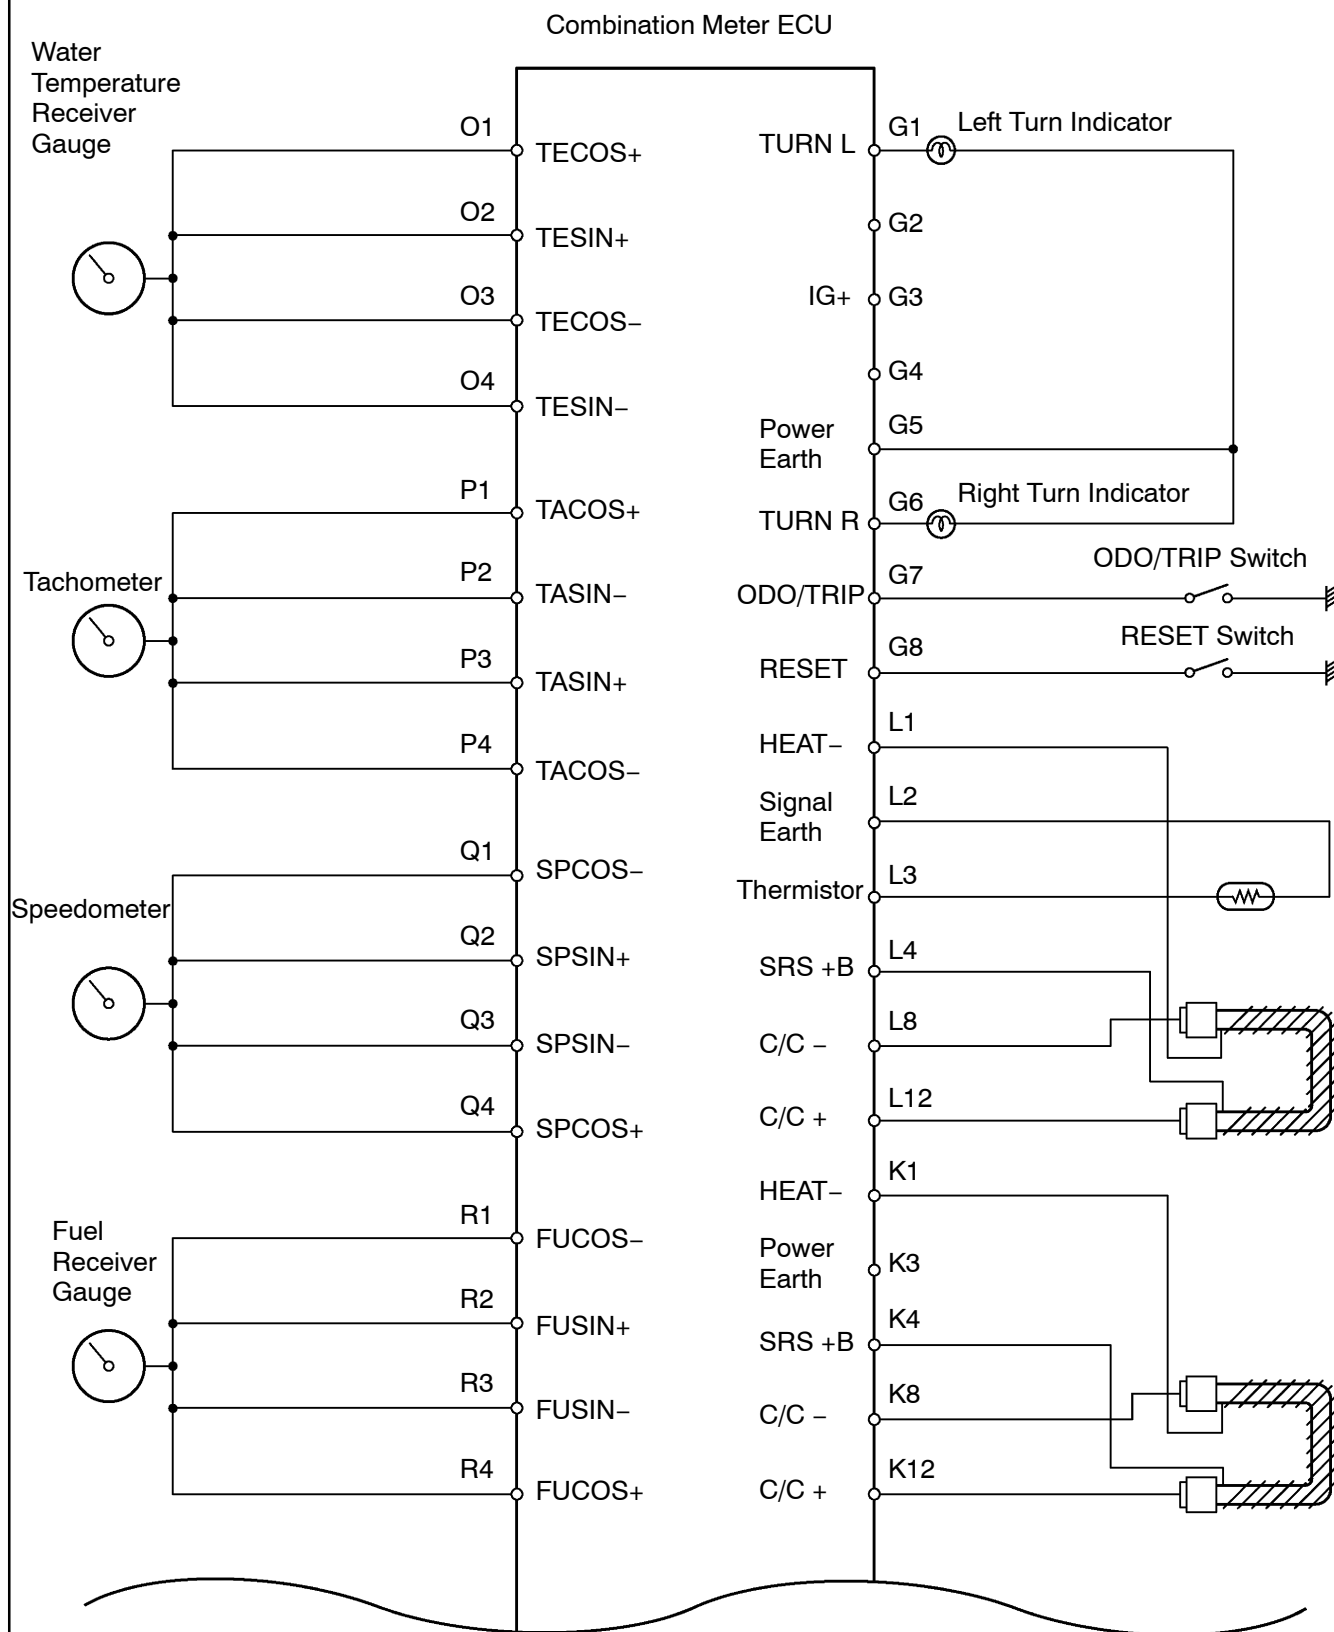 Combination Meter ECU
Water
Temperature
Receiver
Gauge
O1
TECOS+
O2
TESIN+
O3
TECOS−
O4
TESIN−
Tachometer
P1
TACOS+
P2
TASIN−
P3
TASIN+
P4
TACOS−
Speedometer
Q1
SPCOS−
Q2
SPSIN+
Q3
SPSIN−
Q4
SPCOS+
Fuel
Receiver
Gauge
R1
FUCOS−
R2
FUSIN+
R3
FUSIN−
R4
FUCOS+
TURN L
G1
Left Turn Indicator
G2
IG+
G3
G4
Power
Earth
G5
TURN R
G6
Right Turn Indicator
ODO/TRIP
G7
ODO/TRIP Switch
RESET
G8
RESET Switch
HEAT−
L1
Signal
Earth
L2
Thermistor
L3
SRS +B
L4
C/C −
L8
C/C +
L12
HEAT−
K1
Power
Earth
K3
SRS +B
K4
C/C −
K8
C/C +
K12